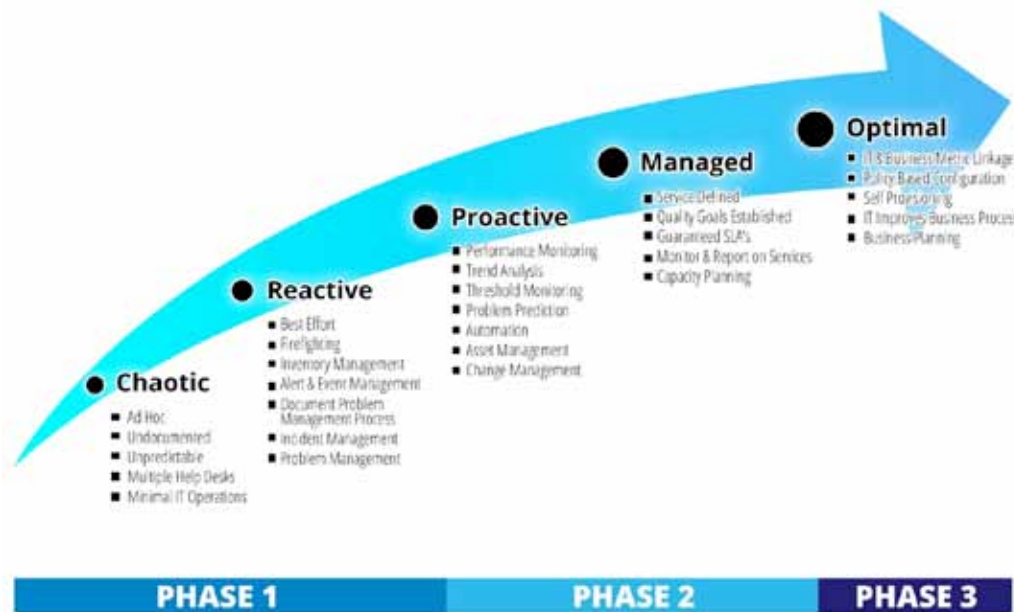 Optimal
IT & Business Metric Linkage
Policy Based Configuration
Self Provisioning
IT Improves Business Process
Business Planning
Managed
Service Defined
Quality Goals Established
Guaranteed SLA's
Monitor & Report on Services
Capacity Planning
Proactive
Performance Monitoring
Trend Analysis
Threshold Monitoring
Problem Prediction
Automation
Asset Management
Change Management
Reactive
Best Effort
Firefighting
Inventory Management
Alert & Event Management
Document Problem
Management Process
Incident Management
Problem Management
Chaotic
Ad Hoc
Undocumented
Unpredictable
Multiple Help Desks
Minimal IT Operations
PHASE 1
PHASE 2
PHASE 3